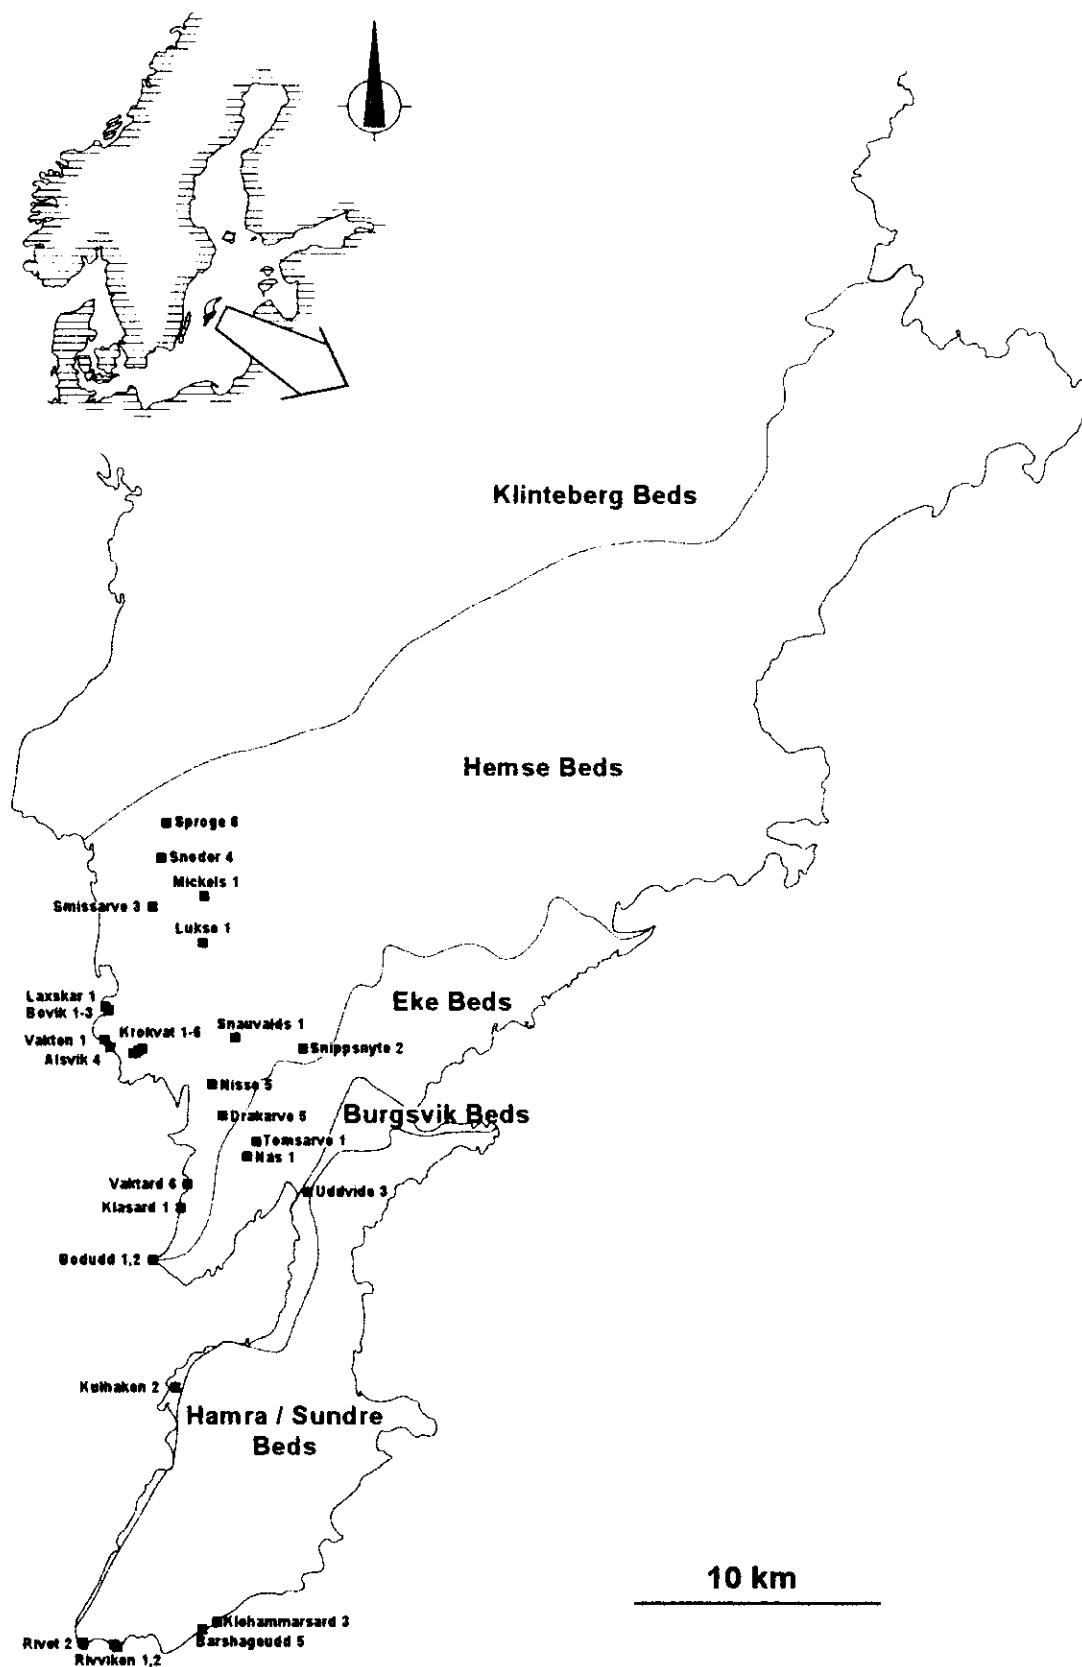 Klinteberg Beds
Hemse Beds
Sproge 6
Sneder 4
Mickels 1
Smissarve 3
Lukse 1
Eke Beds
Laxskar 1
Bovik 1-3
Snauvalds 1
Krokvat 1-6
Vakten 1
Alsvik 4
Snippsnyte 2
Nisse 5
Drakarve 5
Burgsvik Beds
Tomsarve 1
Nas 1
Vaktard 6
Uddvide 3
Klasard 1
Bodudd 1,2
Kulhaken 2
Hamra / Sundre
Beds
10 km
Klehammarsard 3
Barshageudd 5
Rivet 2
Rivviken 1,2